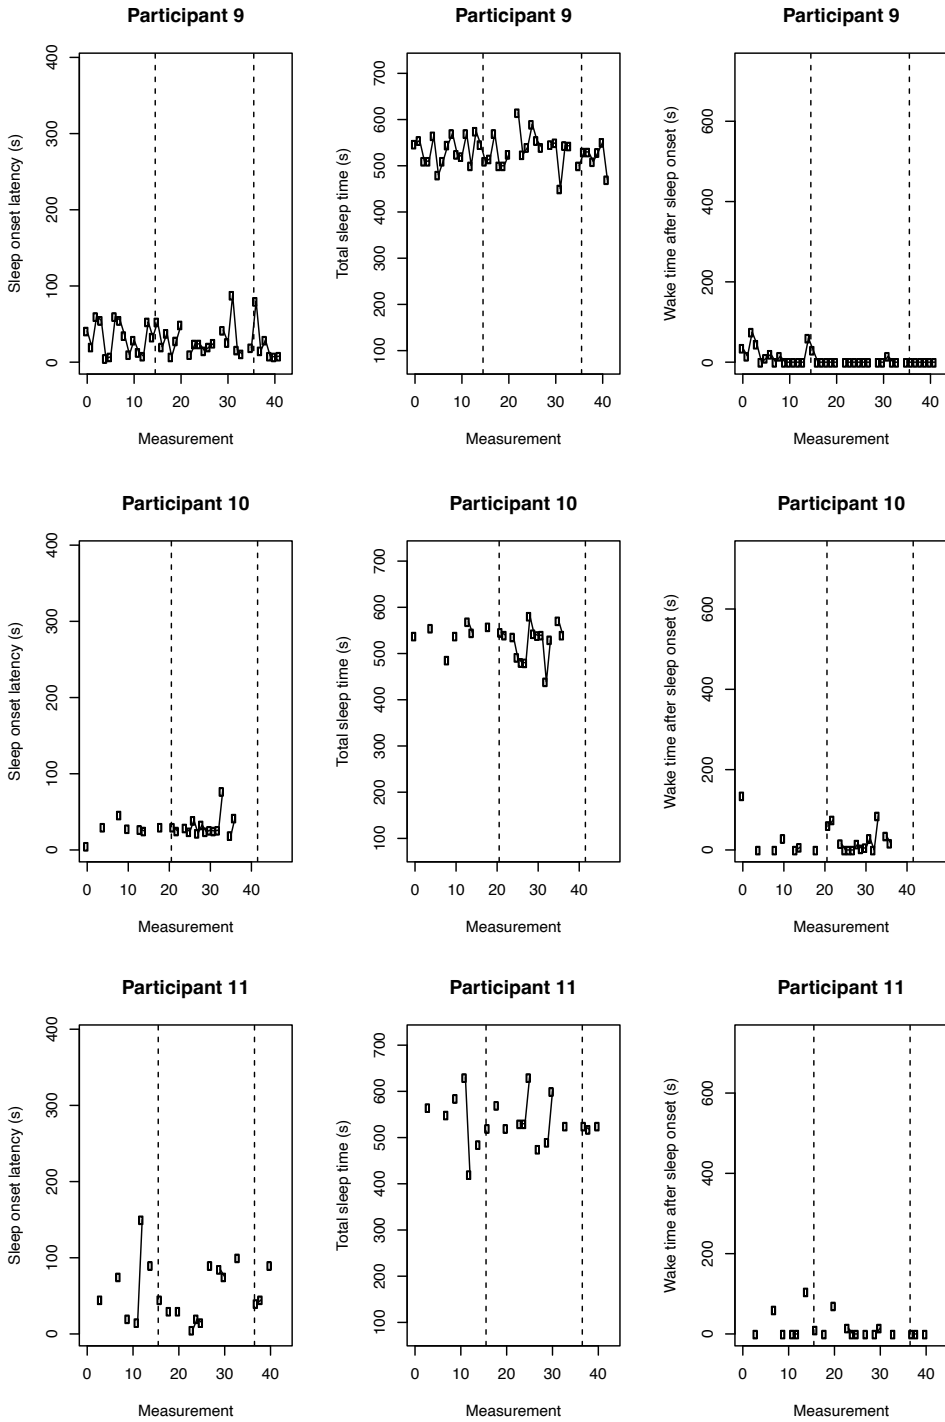 Participant 9 Participant 9 Participant 9
Sleep onset latency (s)
0 100 200 300 400
0 10 20 30 40
Measurement
Total sleep time (s)
100 200 300 400 500 600 700
0 10 20 30 40
Measurement
Wake time after sleep onset (s)
0 200 400 600
0 10 20 30 40
Measurement
Participant 10 Participant 10 Participant 10
Sleep onset latency (s)
0 100 200 300 400
0 10 20 30 40
Measurement
Total sleep time (s)
100 200 300 400 500 600 700
0 10 20 30 40
Measurement
Wake time after sleep onset (s)
0 200 400 600
0 10 20 30 40
Measurement
Participant 11 Participant 11 Participant 11
Sleep onset latency (s)
0 100 200 300 400
0 10 20 30 40
Measurement
Total sleep time (s)
100 200 300 400 500 600 700
0 10 20 30 40
Measurement
Wake time after sleep onset (s)
0 200 400 600
0 10 20 30 40
Measurement